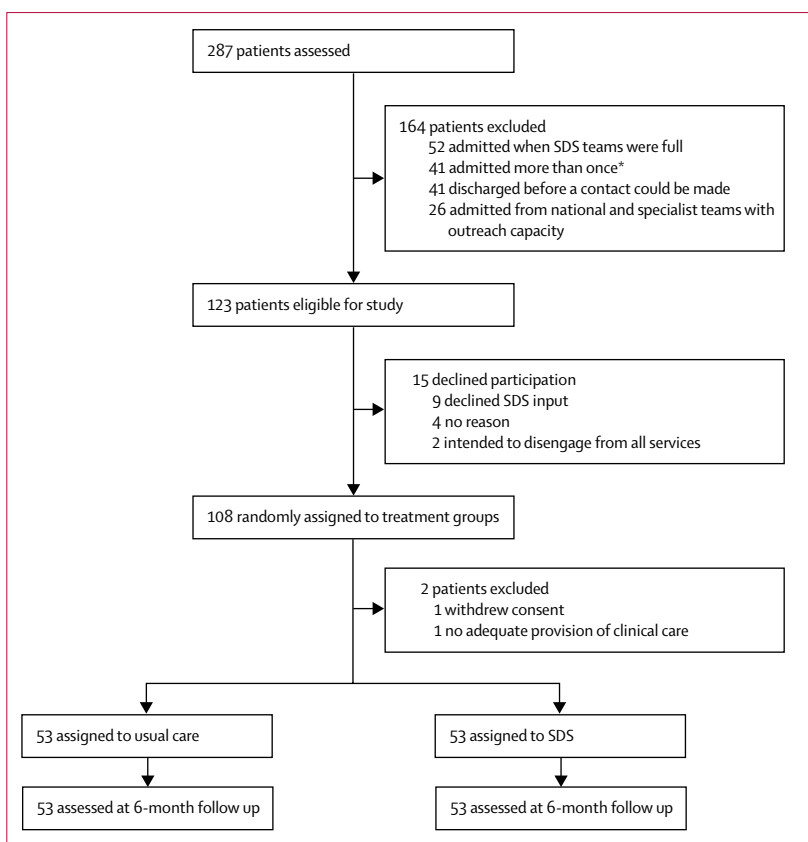 287 patients assessed
164 patients excluded
52 admitted when SDS teams were full
41 admitted more than once*
41 discharged before a contact could be made
26 admitted from national and specialist teams with
outreach capacity
123 patients eligible for study
15 declined participation
9 declined SDS input
4 no reason
2 intended to disengage from all services
108 randomly assigned to treatment groups
2 patients excluded
1 withdrew consent
1 no adequate provision of clinical care
53 assigned to usual care
53 assigned to SDS
53 assessed at 6-month follow up
53 assessed at 6-month follow up